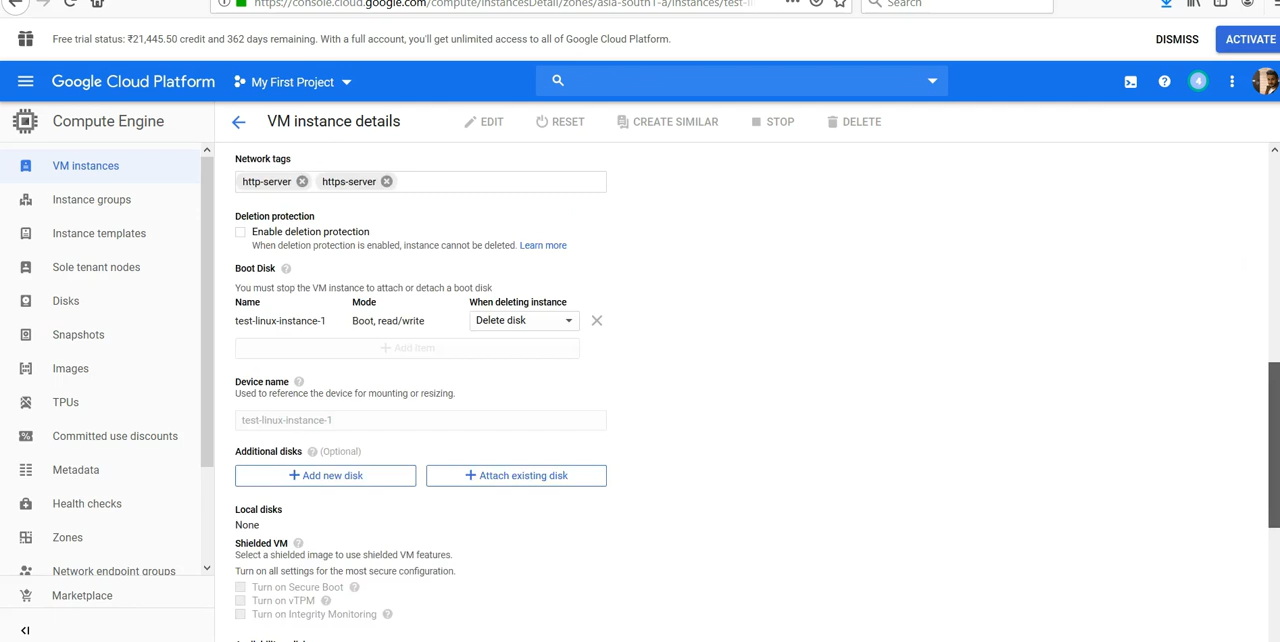 https://console.cloud.google.com/compute/instancesDetail/zones/asia-south1-a/instances/test-l
Search
Free trial status: ₹21,445.50 credit and 362 days remaining. With a full account, you'll get unlimited access to all of Google Cloud Platform.
DISMISS
ACTIVATE
Google Cloud Platform
My First Project
4
Compute Engine
VM instance details
EDIT
RESET
CREATE SIMILAR
STOP
DELETE
VM instances
Instance groups
Instance templates
Sole tenant nodes
Disks
Snapshots
Images
TPUs
Committed use discounts
Metadata
Health checks
Zones
Network endpoint groups
Marketplace
Network tags
http-server
https-server
Deletion protection
Enable deletion protection
When deletion protection is enabled, instance cannot be deleted. Learn more
Boot Disk
You must stop the VM instance to attach or detach a boot disk
Name Mode When deleting instance
test-linux-instance-1 Boot, read/write Delete disk
+ Add item
Device name
Used to reference the device for mounting or resizing.
test-linux-instance-1
Additional disks (Optional)
+ Add new disk
+ Attach existing disk
Local disks
None
Shielded VM
Select a shielded image to use shielded VM features.
Turn on all settings for the most secure configuration.
Turn on Secure Boot
Turn on vTPM
Turn on Integrity Monitoring